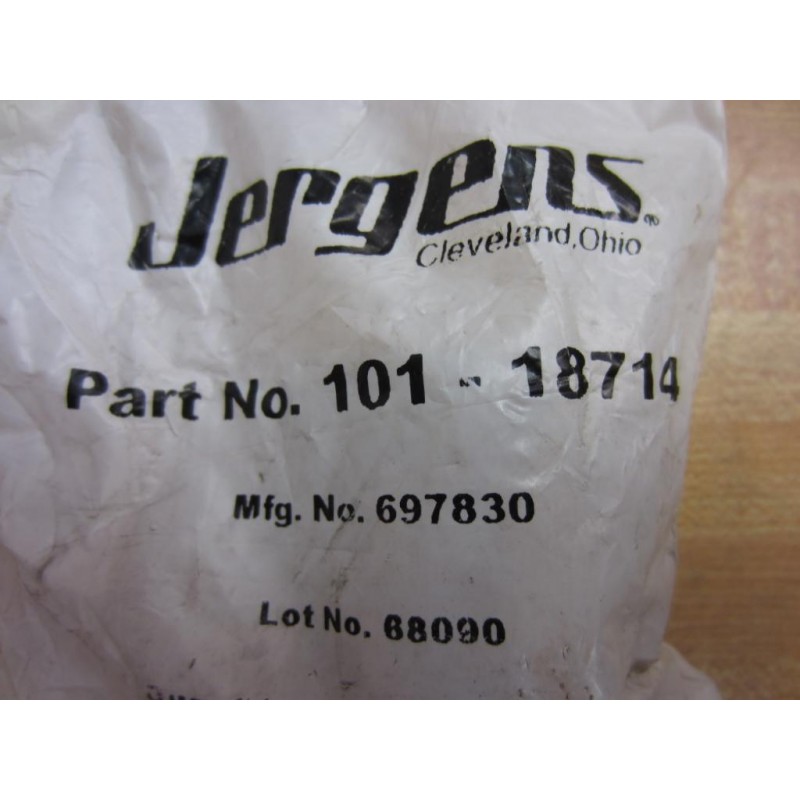 Jergens®
Cleveland, Ohio
Part No. 101 - 18714
Mfg. No. 697830
Lot No. 68090